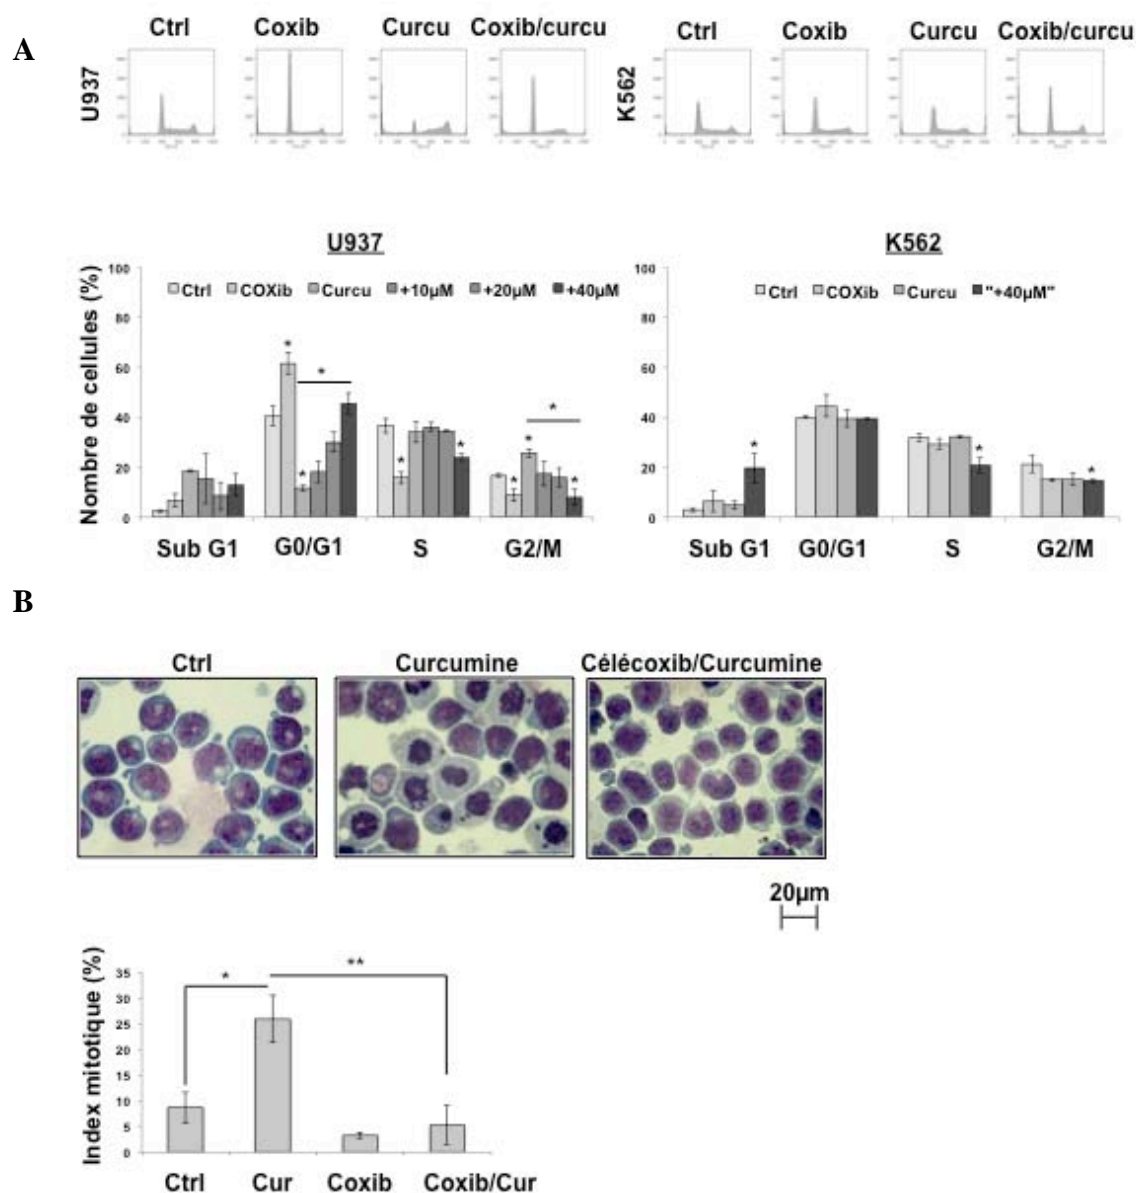 A
Ctrl Coxib Curcu Coxib/curcu Ctrl Coxib Curcu Coxib/curcu
U937
K562
U937
K562
Nombre de cellules (%)
100
80
60
40
20
0
Ctrl COXib Curcu +10µM +20µM +40µM
* * * * * * * * *
Sub G1 G0/G1 S G2/M
100
80
60
40
20
0
Ctrl COXib Curcu "+40µM"
* * *
Sub G1 G0/G1 S G2/M
B
Ctrl Curcumine Célécoxib/Curcumine
20µm
Index mitotique (%)
35
30
25
20
15
10
5
0
* **
Ctrl Cur Coxib Coxib/Cur